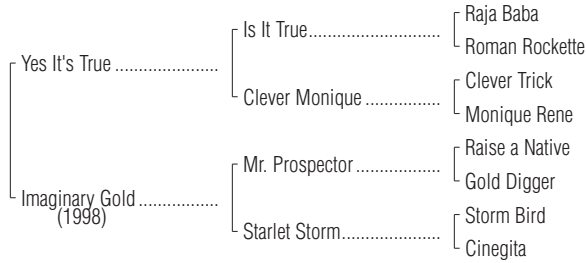 Raja Baba
Is It True
Roman Rockette
Yes It's True
Clever Trick
Clever Monique
Monique Rene
Raise a Native
Mr. Prospector
Gold Digger
Imaginary Gold
(1998)
Storm Bird
Starlet Storm
Cinegita